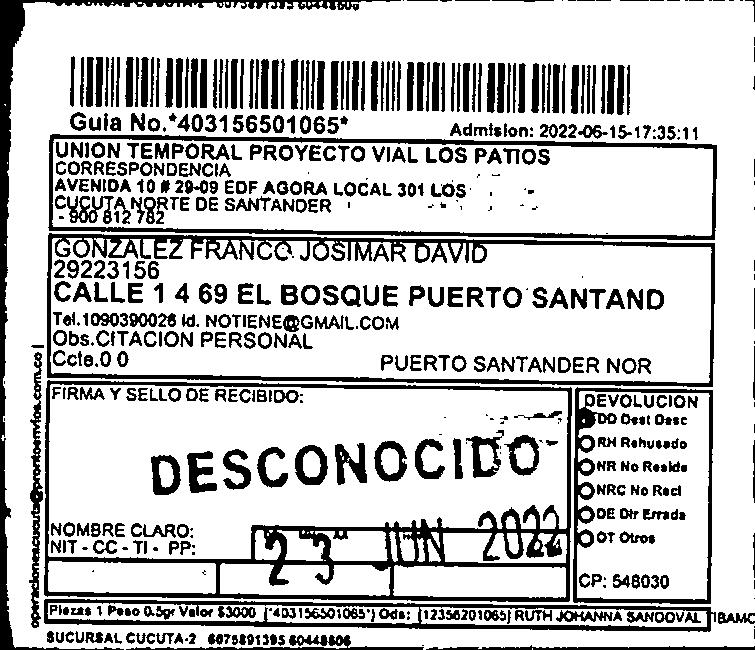 SUCURSAL CUCUTA-2 6075891395 60448606
Guia No.*403156501065*
Admision: 2022-06-15-17:35:11
UNION TEMPORAL PROYECTO VIAL LOS PATIOS
CORRESPONDENCIA
AVENIDA 10 # 29-09 EDF AGORA LOCAL 301 LOS
CUCUTA NORTE DE SANTANDER
- 900 812 782
GONZALEZ FRANCO JOSIMAR DAVID
29223156
CALLE 1 4 69 EL BOSQUE PUERTO SANTAND
Tel.1090390026 Id. NOTIENE@GMAIL.COM
Obs.CITACION PERSONAL
Ccte.0 0
PUERTO SANTANDER NOR
operacionescucuta@prontoenvios.com.co
FIRMA Y SELLO DE RECIBIDO:
DESCONOCIDO
NOMBRE CLARO:
NIT - CC - TI - PP:
23 JUN 2022
DEVOLUCION
DD Dest Desc
RH Rehusado
NR No Reside
NRC No Recl
DE Dir Errada
OT Otros
CP: 548030
Piezas 1 Peso 0.5gr Valor $3000 (*403156501065*) Ods: [12356201065] RUTH JOHANNA SANDOVAL TIBAMO
SUCURSAL CUCUTA-2 6075891395 60448606